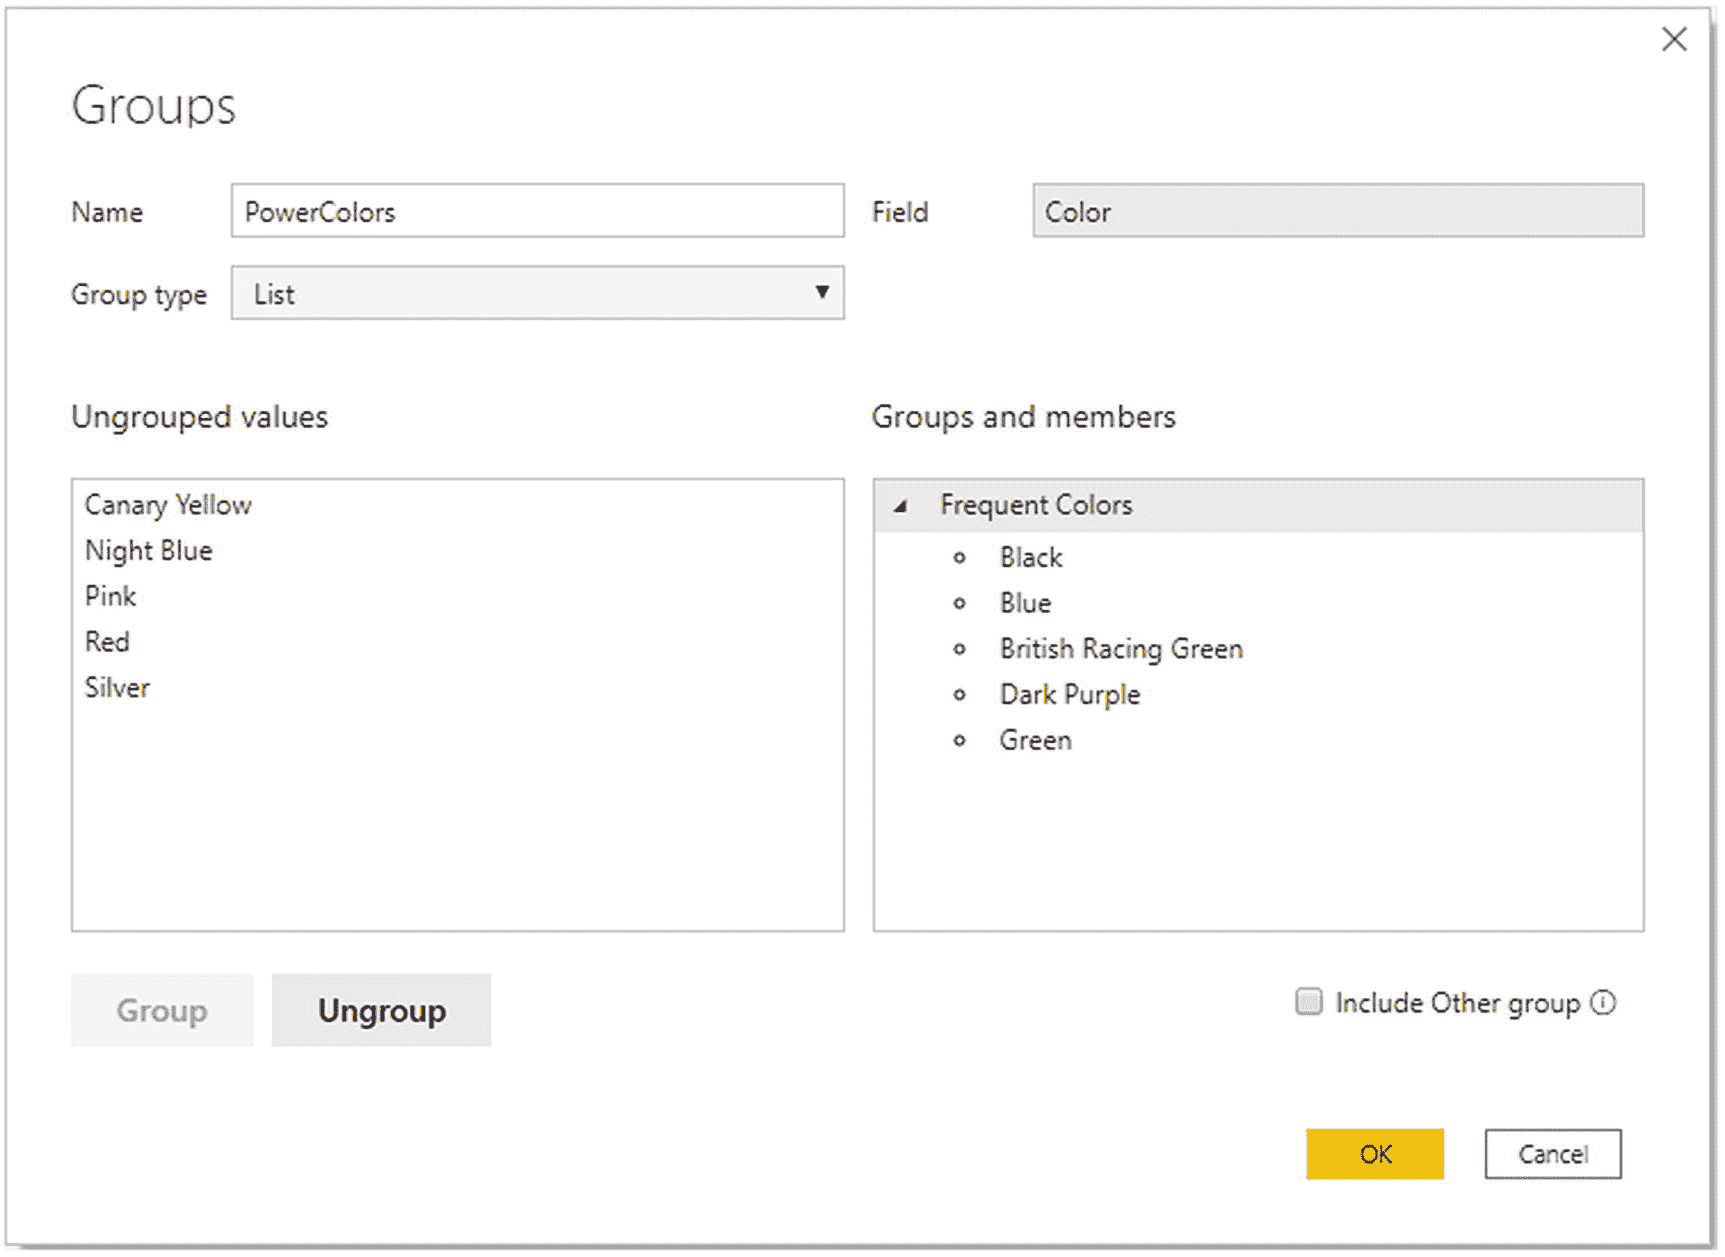 Groups
Name PowerColors Field Color
Group type List
Ungrouped values
Canary Yellow
Night Blue
Pink
Red
Silver
Groups and members
Frequent Colors
Black
Blue
British Racing Green
Dark Purple
Green
Group Ungroup
Include Other group
OK Cancel